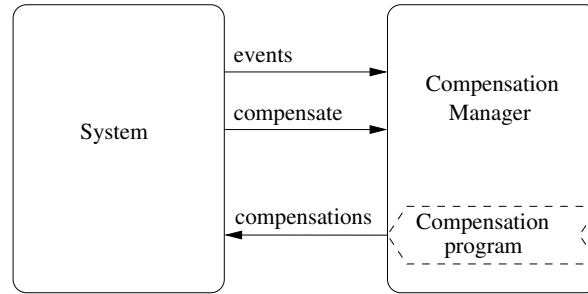 System
events
compensate
compensations
Compensation
Manager
Compensation
program